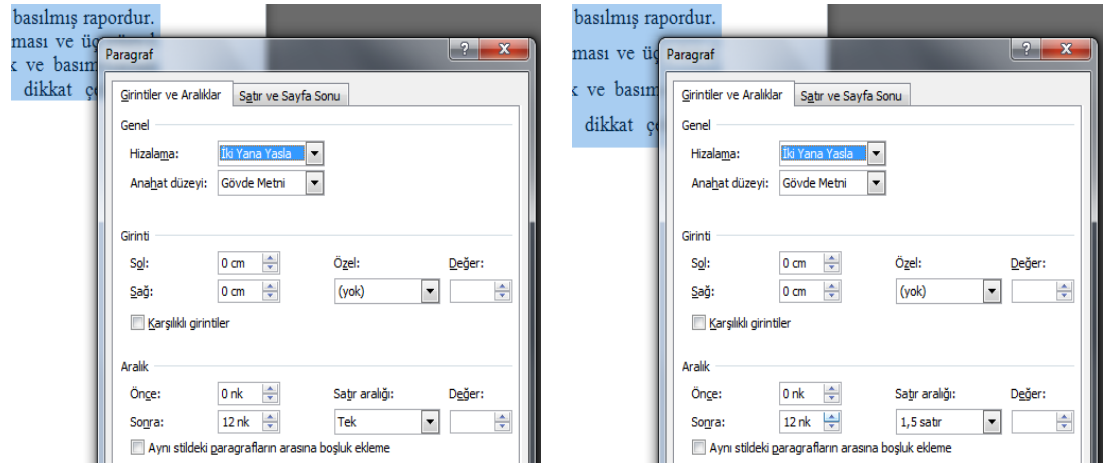 basılmış rapordur.
ması ve üç
k ve basım
dikkat ç
Paragraf
Girintiler ve Aralıklar Satır ve Sayfa Sonu
Genel
Hizalama: İki Yana Yasla
Anahat düzeyi: Gövde Metni
Girinti
Sol: 0 cm Özel: Değer:
Sağ: 0 cm (yok)
Karşılıklı girintiler
Aralık
Önce: 0 nk Satır aralığı: Değer:
Sonra: 12 nk Tek
Aynı stildeki paragrafların arasına boşluk ekleme
basılmış rapordur.
ması ve üç
k ve basım
dikkat ç
Paragraf
Girintiler ve Aralıklar Satır ve Sayfa Sonu
Genel
Hizalama: İki Yana Yasla
Anahat düzeyi: Gövde Metni
Girinti
Sol: 0 cm Özel: Değer:
Sağ: 0 cm (yok)
Karşılıklı girintiler
Aralık
Önce: 0 nk Satır aralığı: Değer:
Sonra: 12 nk 1,5 satır
Aynı stildeki paragrafların arasına boşluk ekleme